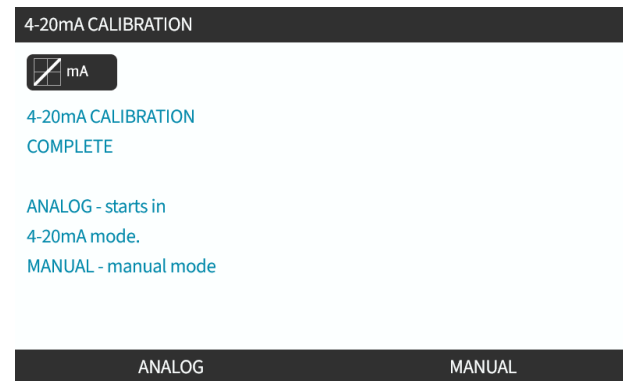 4-20mA CALIBRATION
mA
4-20mA CALIBRATION
COMPLETE
ANALOG - starts in
4-20mA mode.
MANUAL - manual mode
ANALOG MANUAL